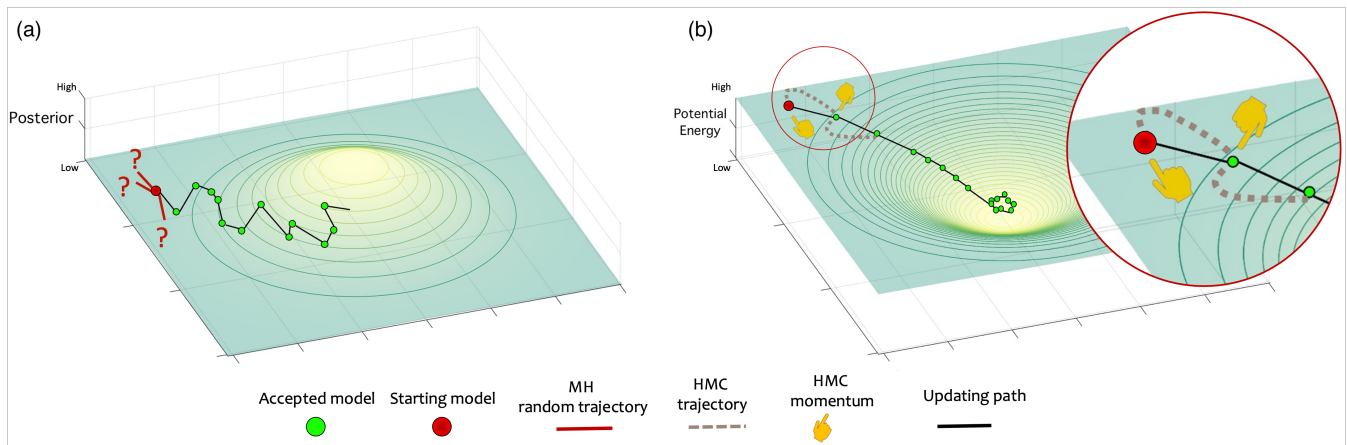 (a)
High
Posterior
Low
?
?
?
(b)
High
Potential
Energy
Low
Accepted model
Starting model
MH
random trajectory
HMC
trajectory
HMC
momentum
Updating path